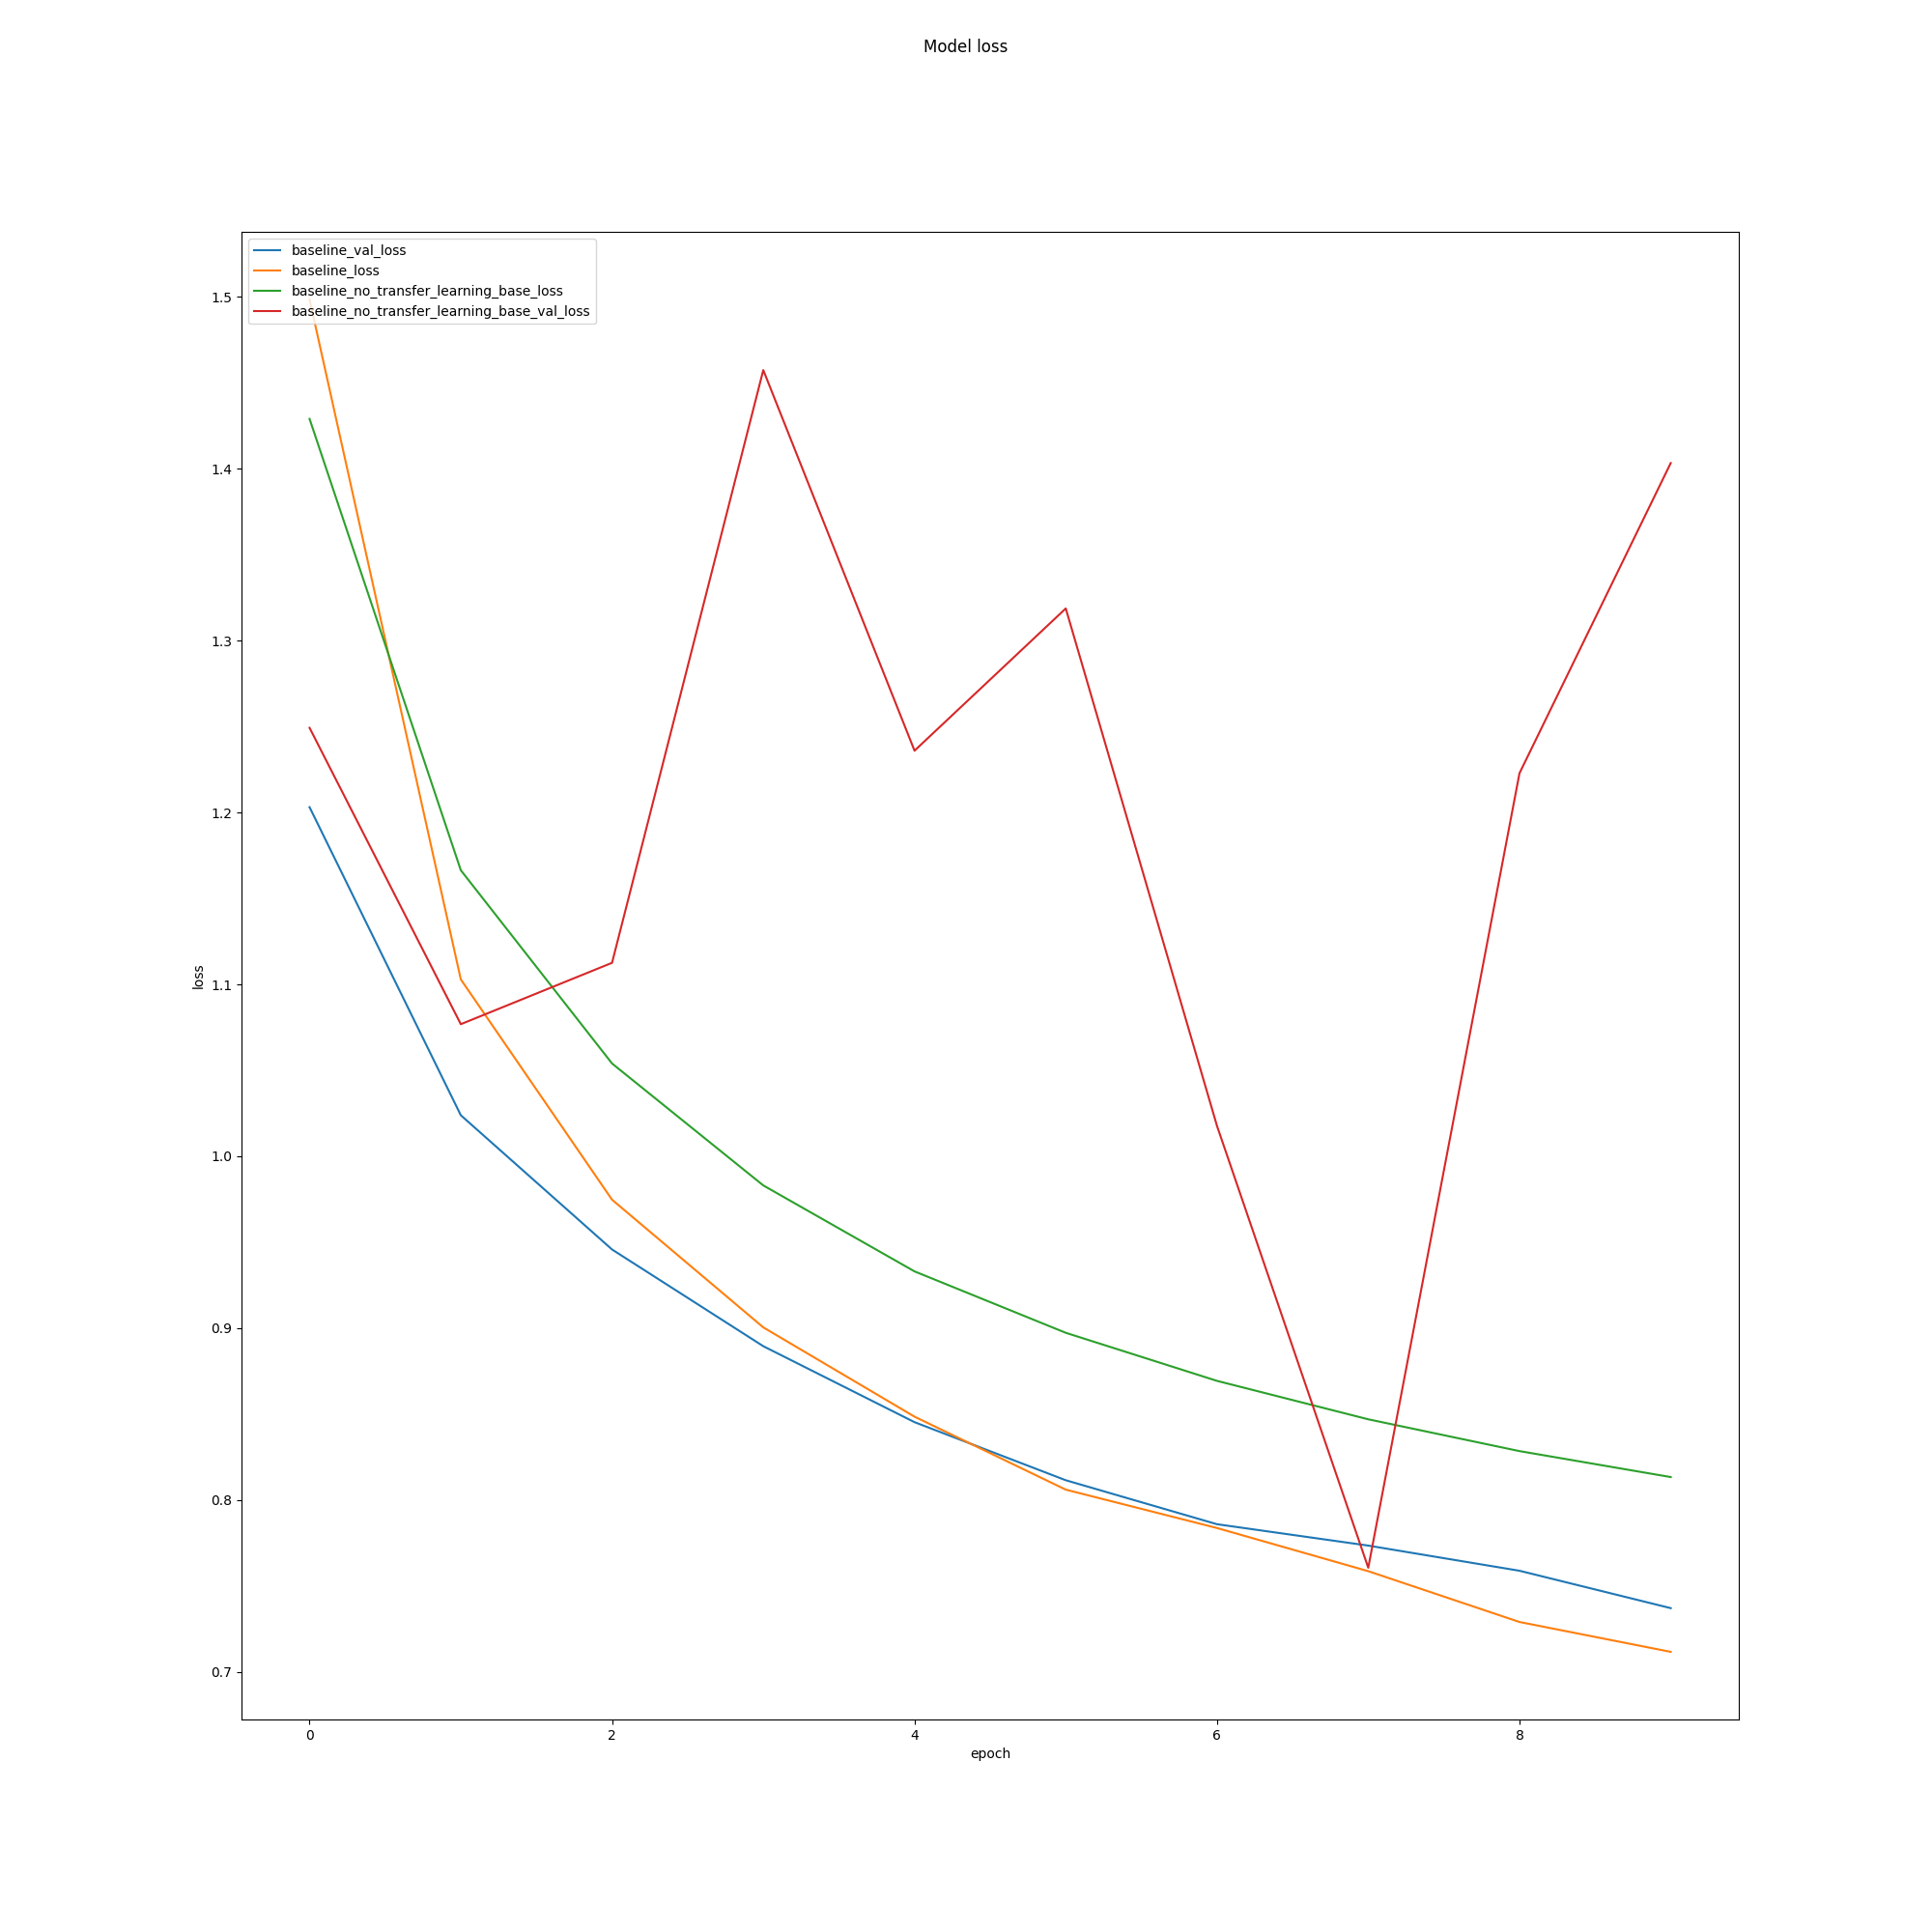 Model loss
baseline_val_loss
baseline_loss
baseline_no_transfer_learning_base_loss
baseline_no_transfer_learning_base_val_loss
1.5
1.4
1.3
1.2
1.1
1.0
0.9
0.8
0.7
loss
0 2 4 6 8
epoch